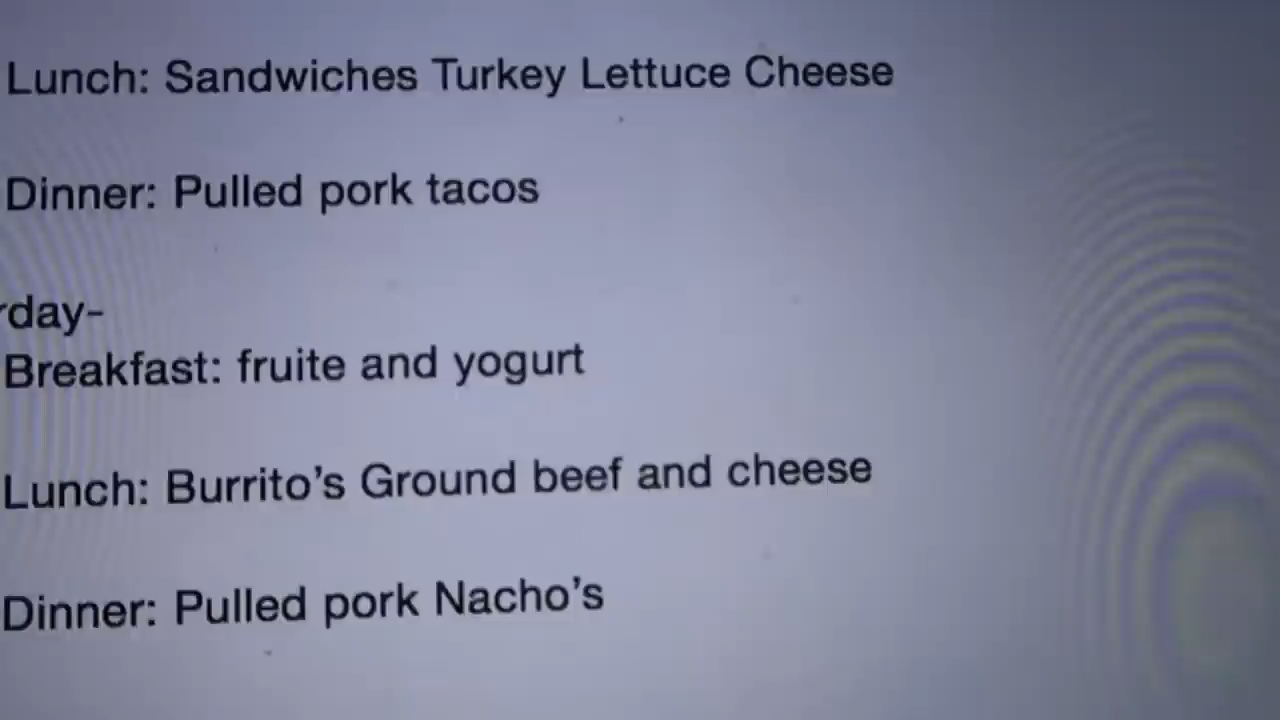 Lunch: Sandwiches Turkey Lettuce Cheese
Dinner: Pulled pork tacos
rday-
Breakfast: fruite and yogurt
Lunch: Burrito’s Ground beef and cheese
Dinner: Pulled pork Nacho’s